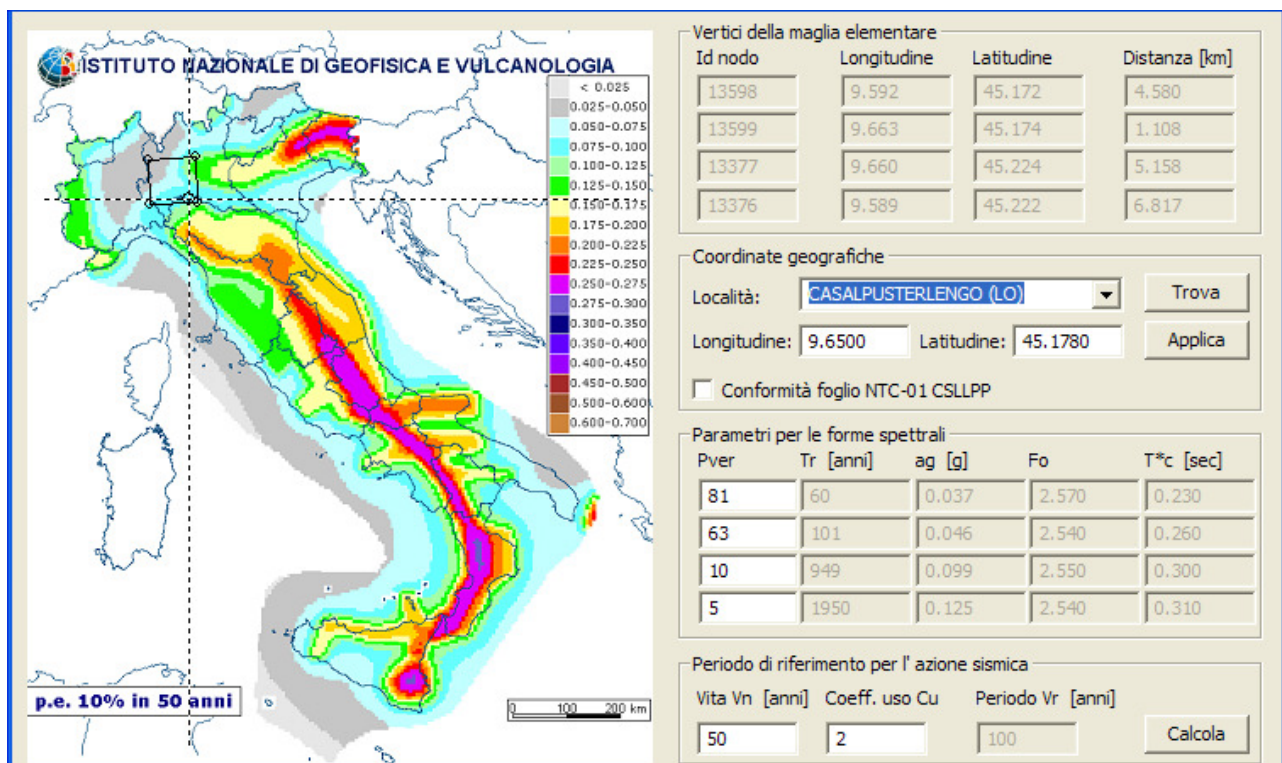 ISTITUTO NAZIONALE DI GEOFISICA E VULCANOLOGIA
< 0.025
0.025-0.050
0.050-0.075
0.075-0.100
0.100-0.125
0.125-0.150
0.150-0.175
0.175-0.200
0.200-0.225
0.225-0.250
0.250-0.275
0.275-0.300
0.300-0.350
0.350-0.400
0.400-0.450
0.450-0.500
0.500-0.600
0.600-0.700
p.e. 10% in 50 anni
0 100 200 km
Vertici della maglia elementare
Id nodo Longitudine Latitudine Distanza [km]
13598 9.592 45.172 4.580
13599 9.663 45.174 1.108
13377 9.660 45.224 5.158
13376 9.589 45.222 6.817
Coordinate geografiche
Località: CASALPUSTERLENGO (LO) Trova
Longitudine: 9.6500 Latitudine: 45.1780 Applica
Conformità foglio NTC-01 CSLLPP
Parametri per le forme spettrali
Pver Tr [anni] ag [g] Fo T*c [sec]
81 60 0.037 2.570 0.230
63 101 0.046 2.540 0.260
10 949 0.099 2.550 0.300
5 1950 0.125 2.540 0.310
Periodo di riferimento per l' azione sismica
Vita Vn [anni] Coeff. uso Cu Periodo Vr [anni]
50 2 100 Calcola